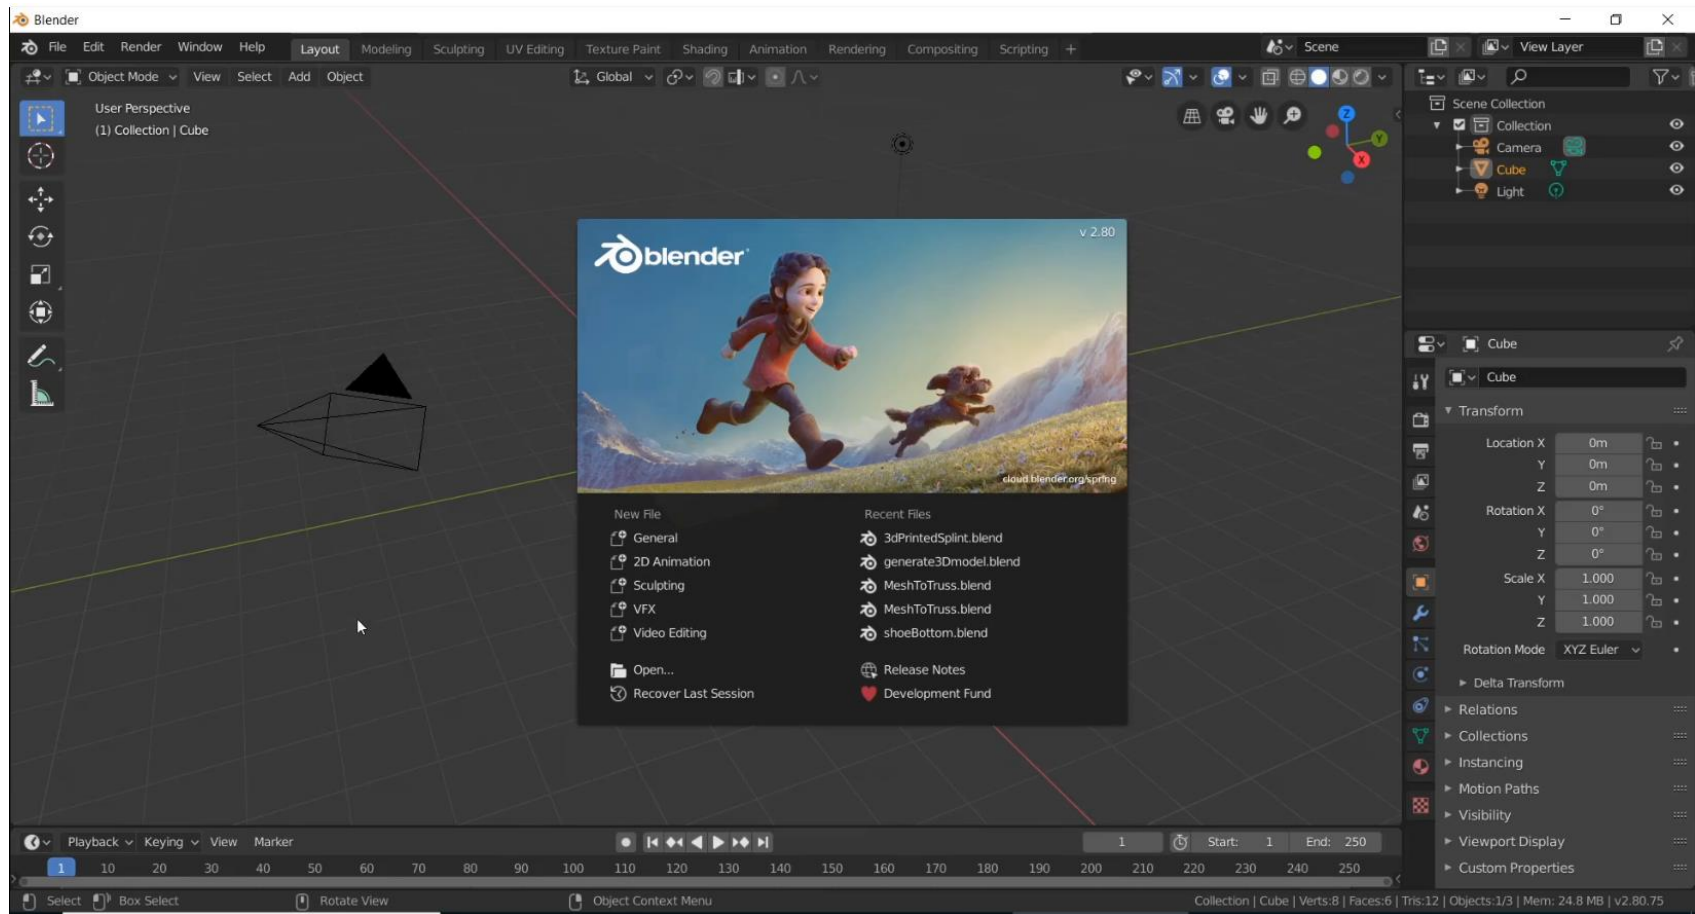 Blender
File Edit Render Window Help Layout Modeling Sculpting UV Editing Texture Paint Shading Animation Rendering Compositing Scripting + Scene View Layer
Object Mode View Select Add Object Global
User Perspective
(1) Collection | Cube
Z
Y
X
Scene Collection
Collection
Camera
Cube
Light
blender
v 2.80
cloud.blender.org/spring
New File
General
2D Animation
Sculpting
VFX
Video Editing
Open...
Recover Last Session
Recent Files
3dPrintedSplint.blend
generate3Dmodel.blend
MeshToTruss.blend
MeshToTruss.blend
shoeBottom.blend
Release Notes
Development Fund
Cube
Cube
Transform
Location X 0m
Y 0m
Z 0m
Rotation X 0°
Y 0°
Z 0°
Scale X 1.000
Y 1.000
Z 1.000
Rotation Mode XYZ Euler
Delta Transform
Relations
Collections
Instancing
Motion Paths
Visibility
Viewport Display
Custom Properties
Playback Keying View Marker 1 Start: 1 End: 250
1 10 20 30 40 50 60 70 80 90 100 110 120 130 140 150 160 170 180 190 200 210 220 230 240 250
Select Box Select Rotate View Object Context Menu Collection | Cube | Verts:8 | Faces:6 | Tris:12 | Objects:1/3 | Mem: 24.8 MB | v2.80.75